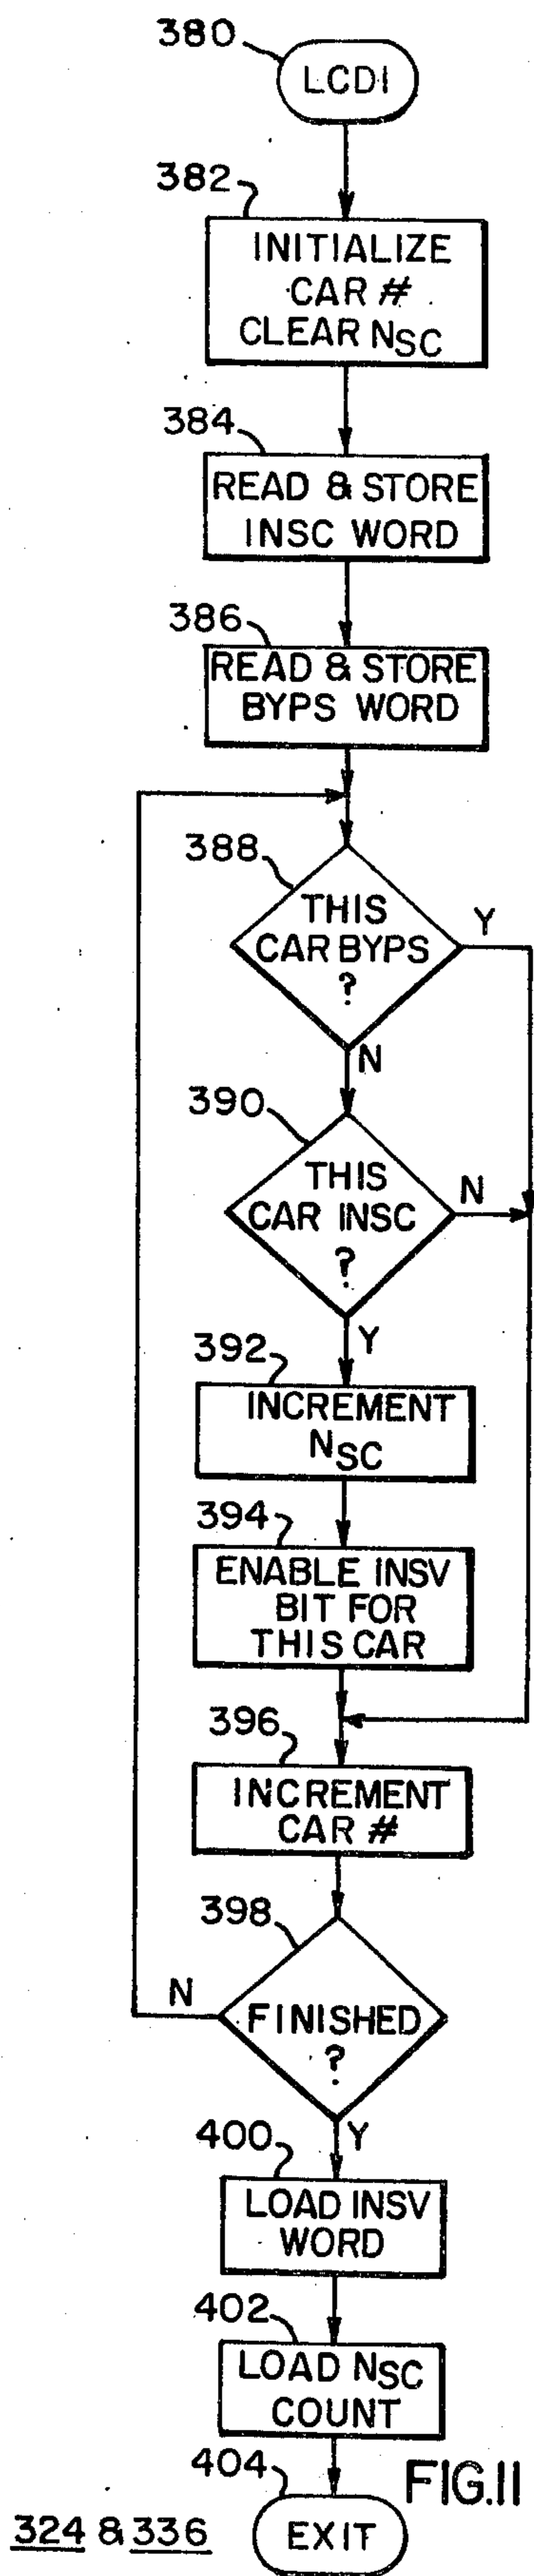 380
LCDI
382
INITIALIZE
CAR #
CLEAR NSC
384
READ & STORE
INSC WORD
386
READ & STORE
BYPS WORD
388
THIS
CAR BYPS
?
Y
N
390
THIS
CAR INSC
?
N
Y
392
INCREMENT
NSC
394
ENABLE INSV
BIT FOR
THIS CAR
396
INCREMENT
CAR #
398
FINISHED
?
N
Y
400
LOAD INSV
WORD
402
LOAD NSC
COUNT
404
EXIT
FIG.11
324 & 336